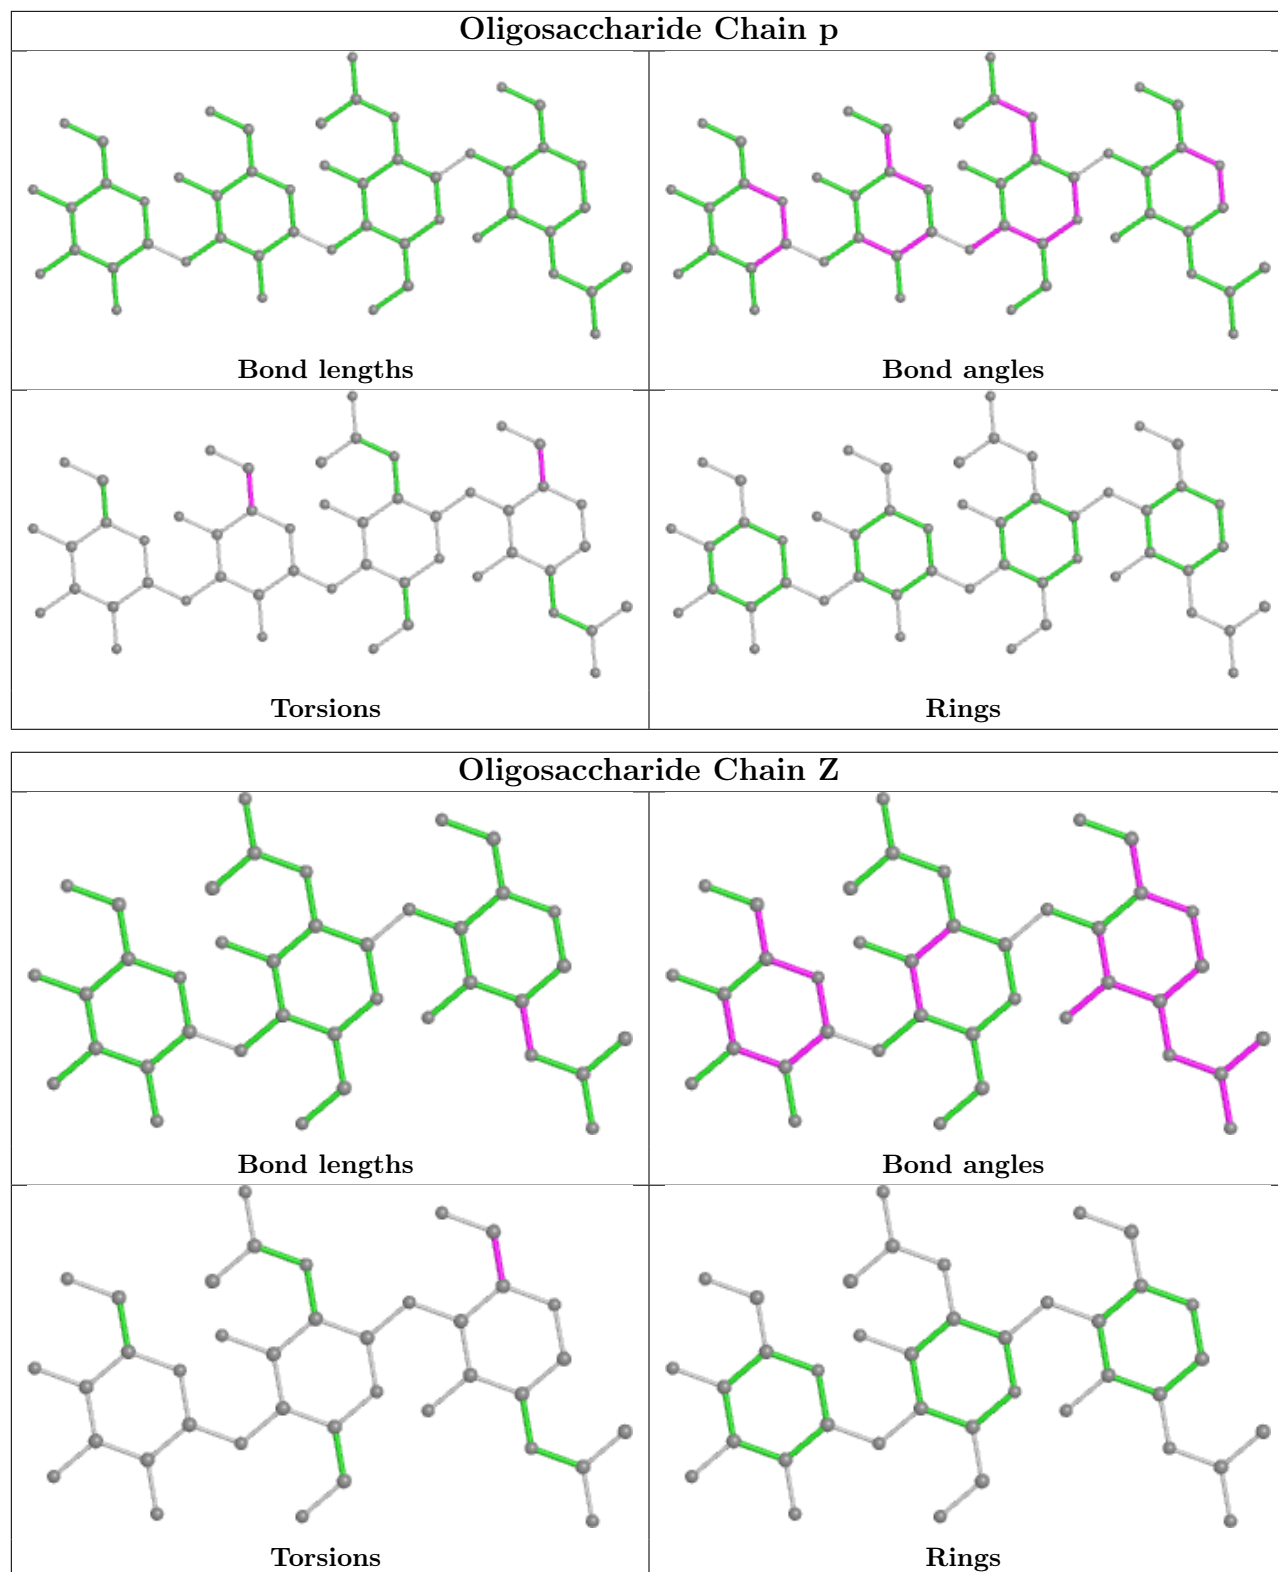 Oligosaccharide Chain p
Bond lengths
Bond angles
Torsions
Rings
Oligosaccharide Chain Z
Bond lengths
Bond angles
Torsions
Rings